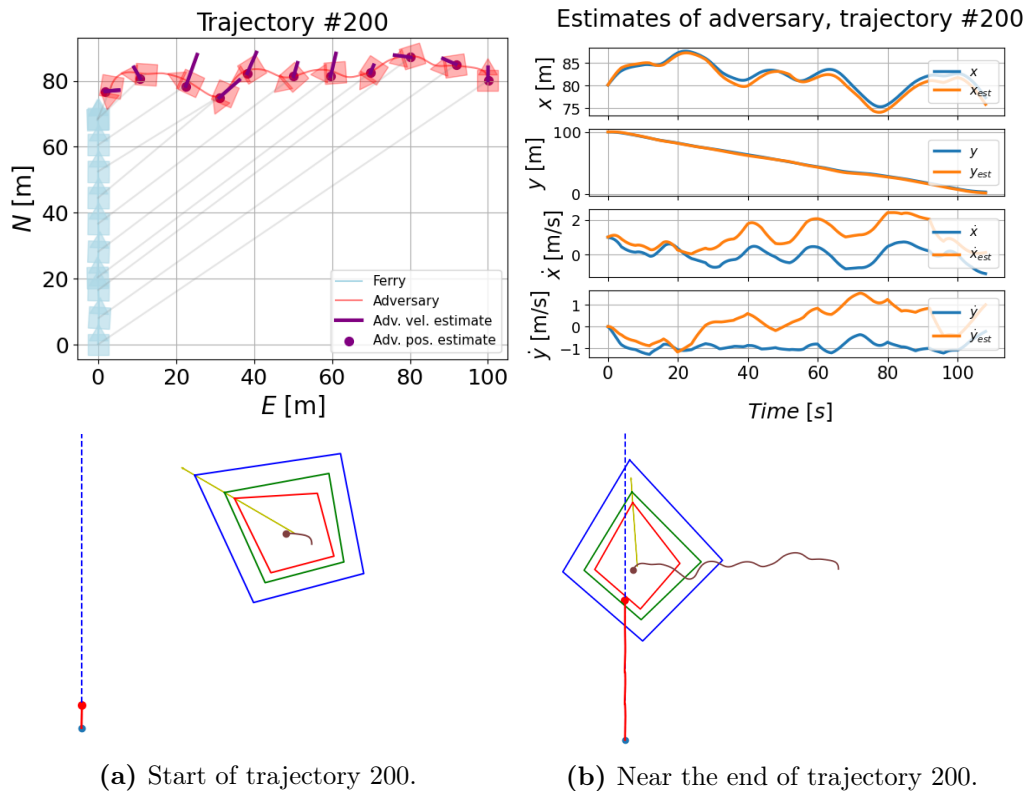 Trajectory #200
N [m]
80
60
40
20
0
0 20 40 60 80 100
E [m]
Ferry
Adversary
Adv. vel. estimate
Adv. pos. estimate
Estimates of adversary, trajectory #200
x [m]
85
80
75
x
x_est
y [m]
100
0
y
y_est
ẋ [m/s]
2
0
ẋ
ẋ_est
ẏ [m/s]
1
0
−1
ẏ
ẏ_est
0 20 40 60 80 100
Time [s]
(a) Start of trajectory 200.
(b) Near the end of trajectory 200.